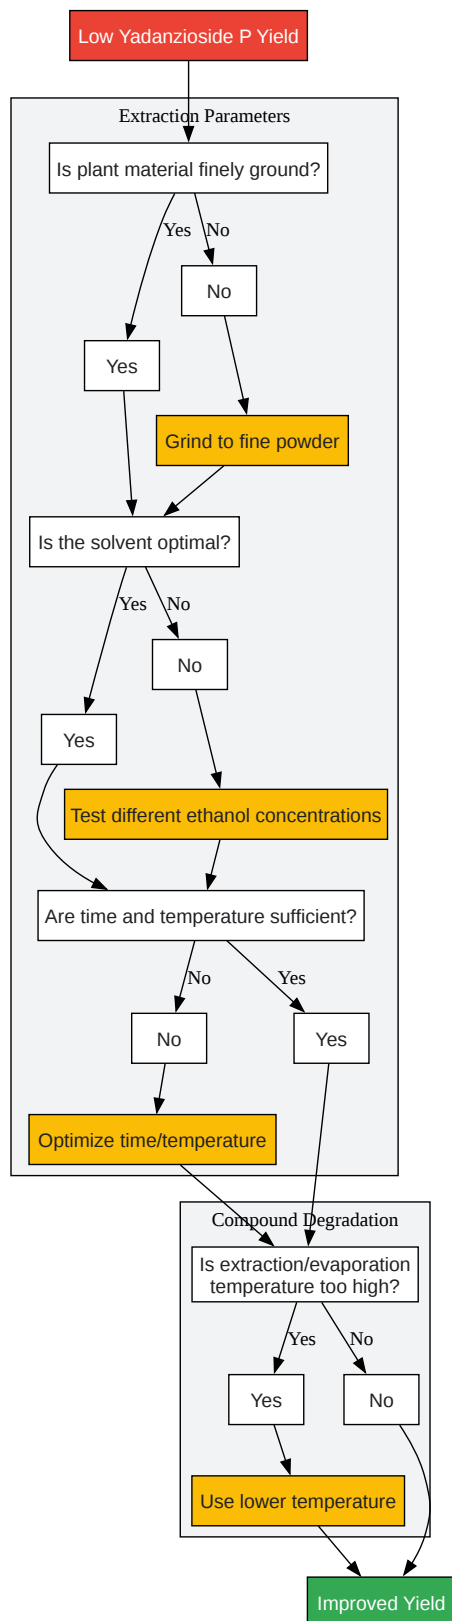 Low Yadanzioside P Yield
Extraction Parameters
Is plant material finely ground?
Yes
No
No
Yes
Grind to fine powder
Is the solvent optimal?
Yes
No
No
Yes
Test different ethanol concentrations
Are time and temperature sufficient?
No
Yes
No
Yes
Optimize time/temperature
Compound Degradation
Is extraction/evaporation
temperature too high?
Yes
No
Yes
No
Use lower temperature
Improved Yield